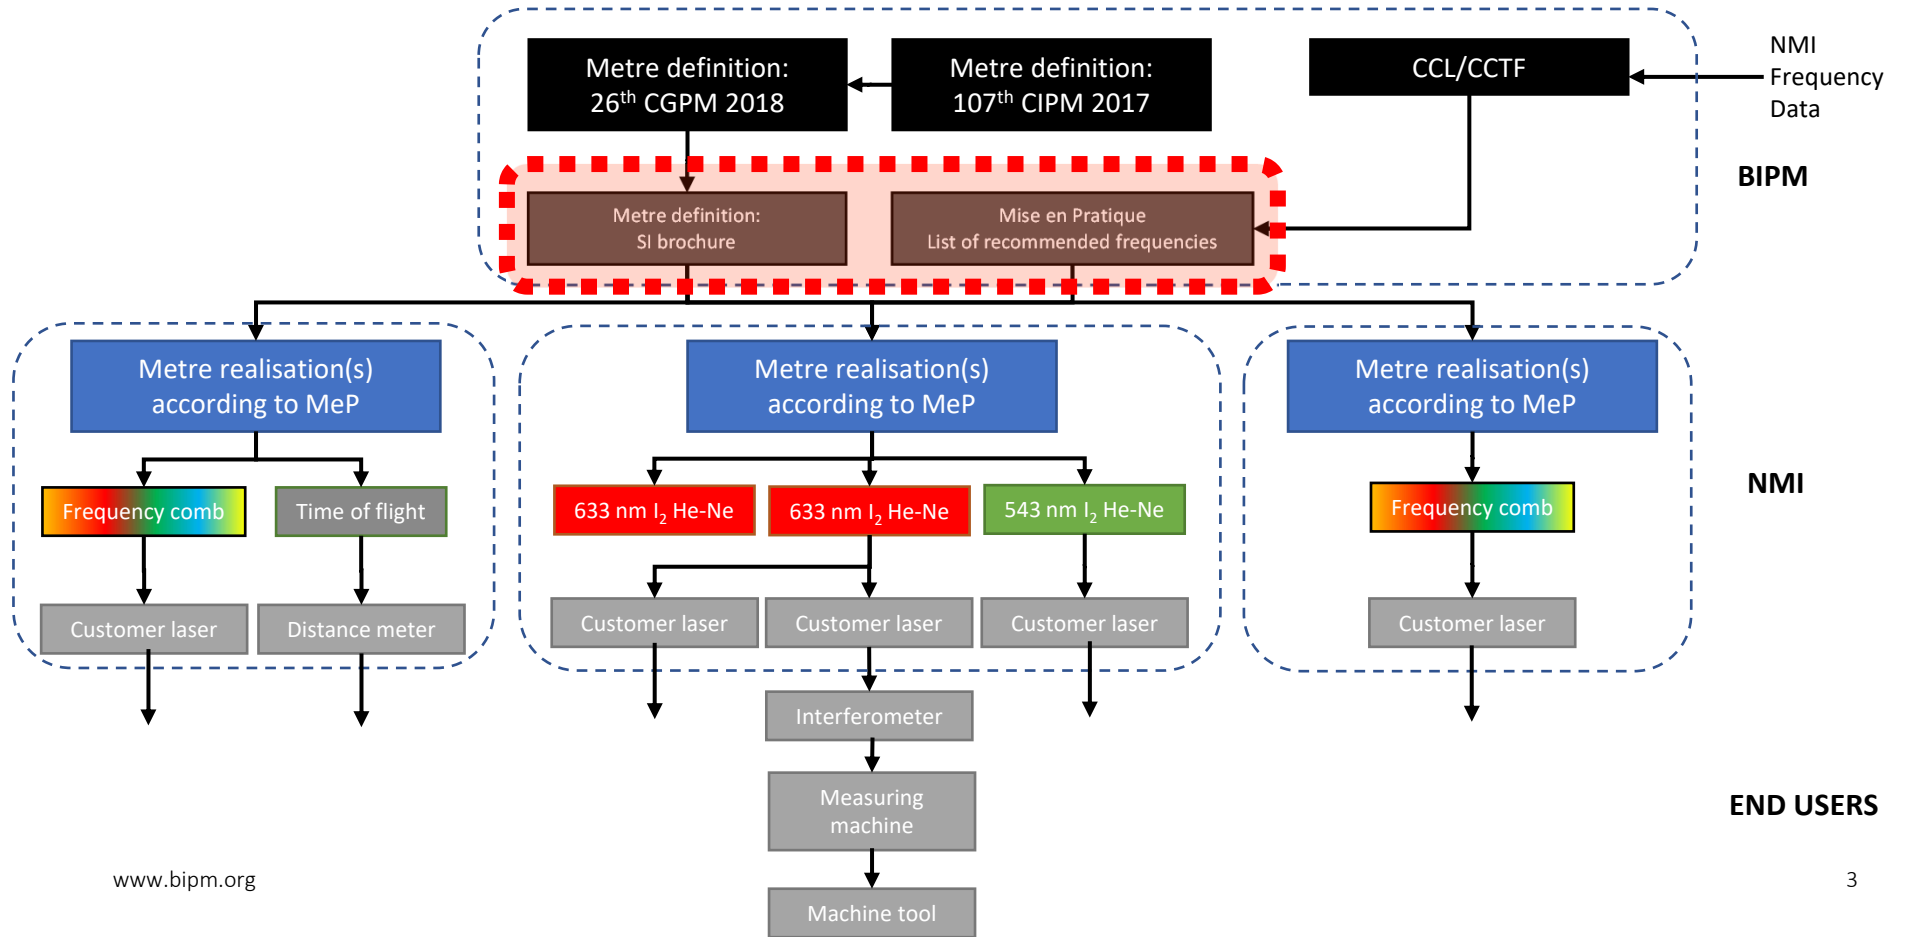 Metre definition:
26th CGPM 2018
Metre definition:
107th CIPM 2017
CCL/CCTF
NMI
Frequency
Data
BIPM
Metre definition:
SI brochure
Mise en Pratique
List of recommended frequencies
Metre realisation(s)
according to MeP
Metre realisation(s)
according to MeP
Metre realisation(s)
according to MeP
NMI
Frequency comb
Time of flight
633 nm I2 He-Ne
633 nm I2 He-Ne
543 nm I2 He-Ne
Frequency comb
Customer laser
Distance meter
Customer laser
Customer laser
Customer laser
Customer laser
Interferometer
Measuring
machine
END USERS
Machine tool
www.bipm.org
3